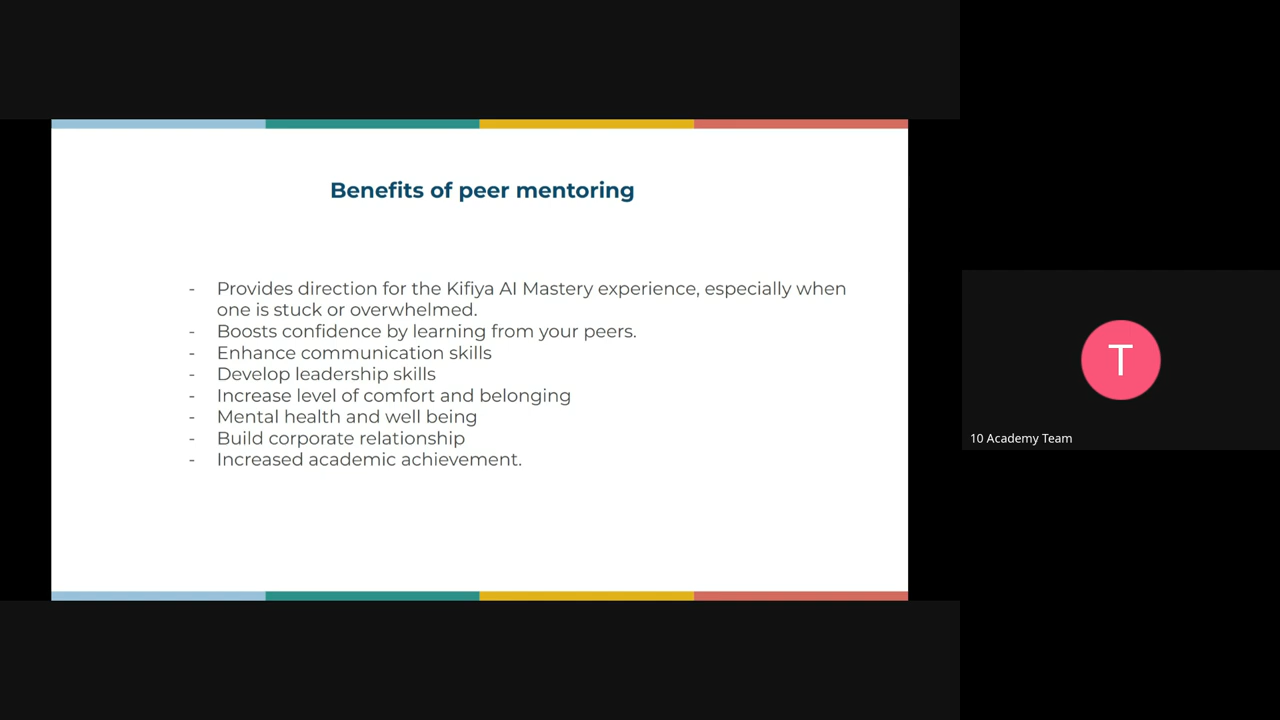 Benefits of peer mentoring
- Provides direction for the Kifiya AI Mastery experience, especially when
one is stuck or overwhelmed.
- Boosts confidence by learning from your peers.
- Enhance communication skills
- Develop leadership skills
- Increase level of comfort and belonging
- Mental health and well being
- Build corporate relationship
- Increased academic achievement.
T
10 Academy Team